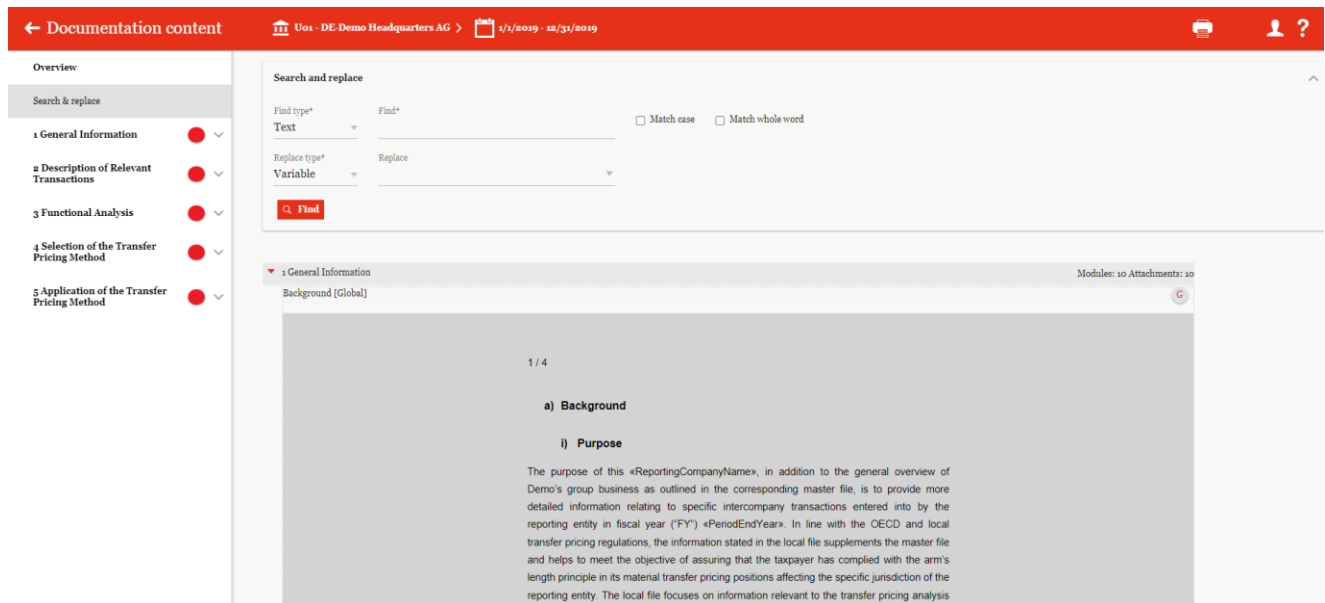 Documentation content
U01 - DE-Demo Headquarters AG > 1/1/2019 - 12/31/2019
?
Overview
Search & replace
1 General Information
2 Description of Relevant
Transactions
3 Functional Analysis
4 Selection of the Transfer
Pricing Method
5 Application of the Transfer
Pricing Method
Search and replace
Find type*
Find*
Text
Match case
Match whole word
Replace type*
Replace
Variable
Find
1 General Information
Modules: 10 Attachments: 10
Background [Global]
G
1 / 4
a) Background
i) Purpose
The purpose of this «ReportingCompanyName», in addition to the general overview of
Demo's group business as outlined in the corresponding master file, is to provide more
detailed information relating to specific intercompany transactions entered into by the
reporting entity in fiscal year ("FY") «PeriodEndYear». In line with the OECD and local
transfer pricing regulations, the information stated in the local file supplements the master file
and helps to meet the objective of assuring that the taxpayer has complied with the arm's
length principle in its material transfer pricing positions affecting the specific jurisdiction of the
reporting entity. The local file focuses on information relevant to the transfer pricing analysis